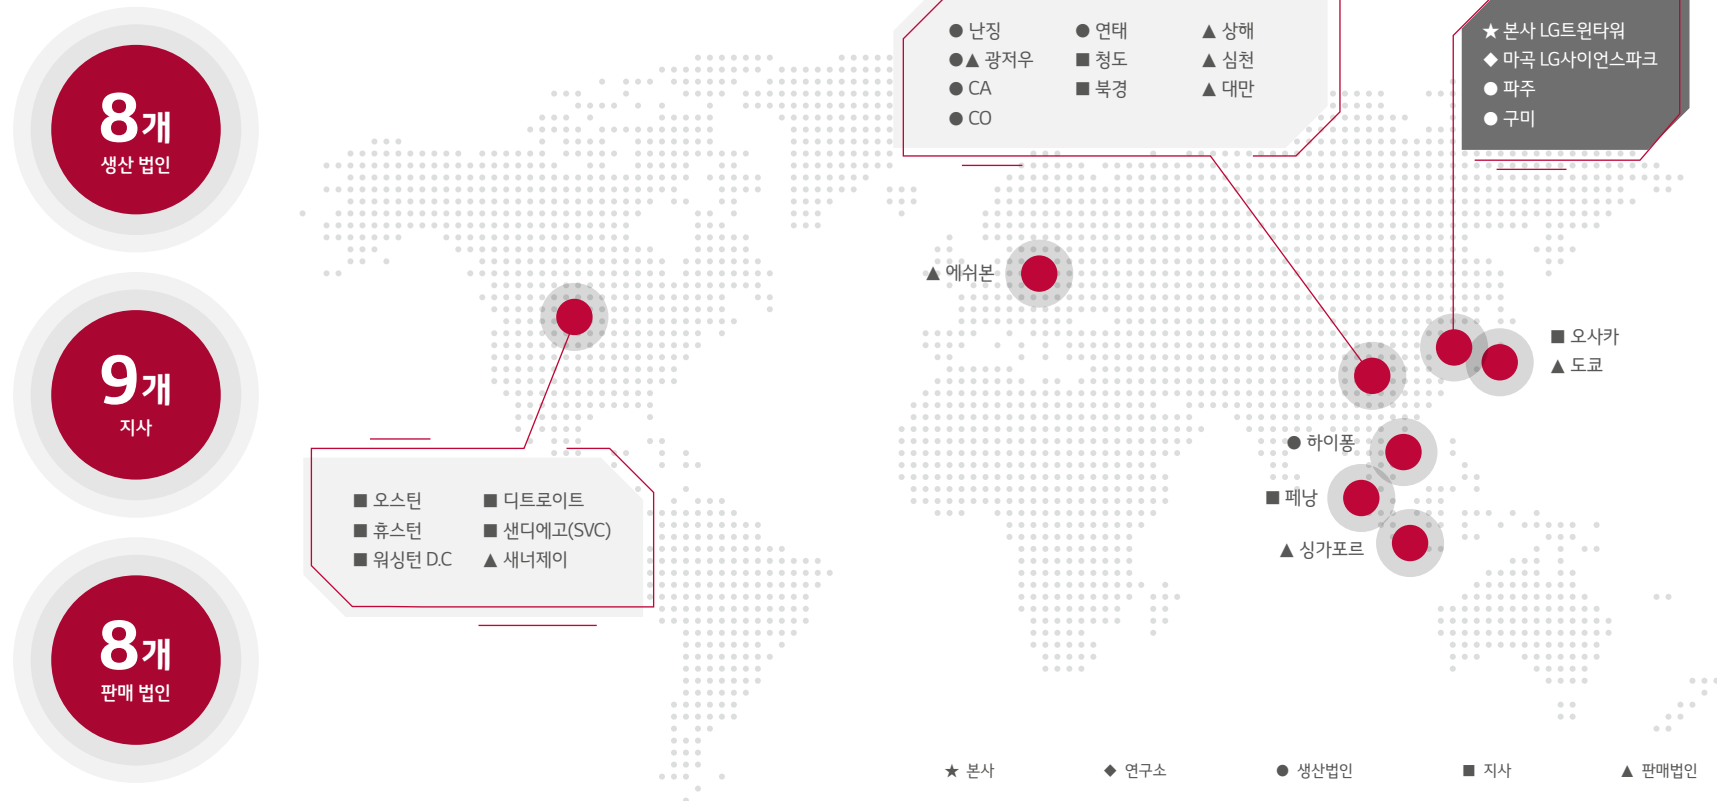 8개
생산 법인
9개
지사
8개
판매 법인
● 난징
●▲ 광저우
● CA
● CO
● 연태
■ 청도
■ 북경
▲ 상해
▲ 심천
▲ 대만
★ 본사 LG트윈타워
◆ 마곡 LG사이언스파크
● 파주
● 구미
▲ 에쉬본
■ 오사카
▲ 도쿄
● 하이퐁
■ 페낭
▲ 싱가포르
■ 오스틴
■ 휴스턴
■ 워싱턴 D.C
■ 디트로이트
■ 샌디에고(SVC)
▲ 새너제이
★ 본사 ◆ 연구소 ● 생산법인 ■ 지사 ▲ 판매법인